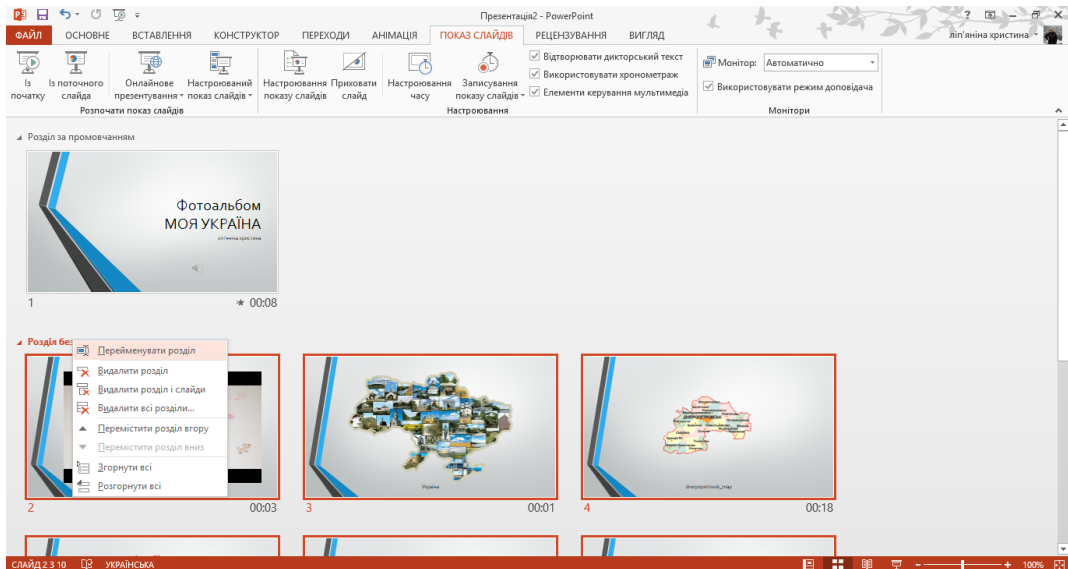 Презентація2 - PowerPoint
ФАЙЛ ОСНОВНЕ ВСТАВЛЕННЯ КОНСТРУКТОР ПЕРЕХОДИ АНІМАЦІЯ ПОКАЗ СЛАЙДІВ РЕЦЕНЗУВАННЯ ВИГЛЯД ліп'яніна христина
Із початку
Із поточного слайда
Онлайнове презентування
Настроюваний показ слайдів
Настроювання показу слайдів
Приховати слайд
Настроювання часу
Записування показу слайдів
Відтворювати дикторський текст
Використовувати хронометраж
Елементи керування мультимедіа
Монітор: Автоматично
Використовувати режим доповідача
Розпочати показ слайдів
Настроювання
Монітори
Розділ за промовчанням
Фотоальбом
МОЯ УКРАЇНА
1 00:08
Розділ без
Перейменувати розділ
Видалити розділ
Видалити розділ і слайди
Видалити всі розділи...
Перемістити розділ вгору
Перемістити розділ вниз
Згорнути всі
Розгорнути всі
Україна
ДНІПРОПЕТРОВСЬК
dnepropetrovsk_map
2 00:03
3 00:01
4 00:18
СЛАЙД 2 З 10 УКРАЇНСЬКА 100%